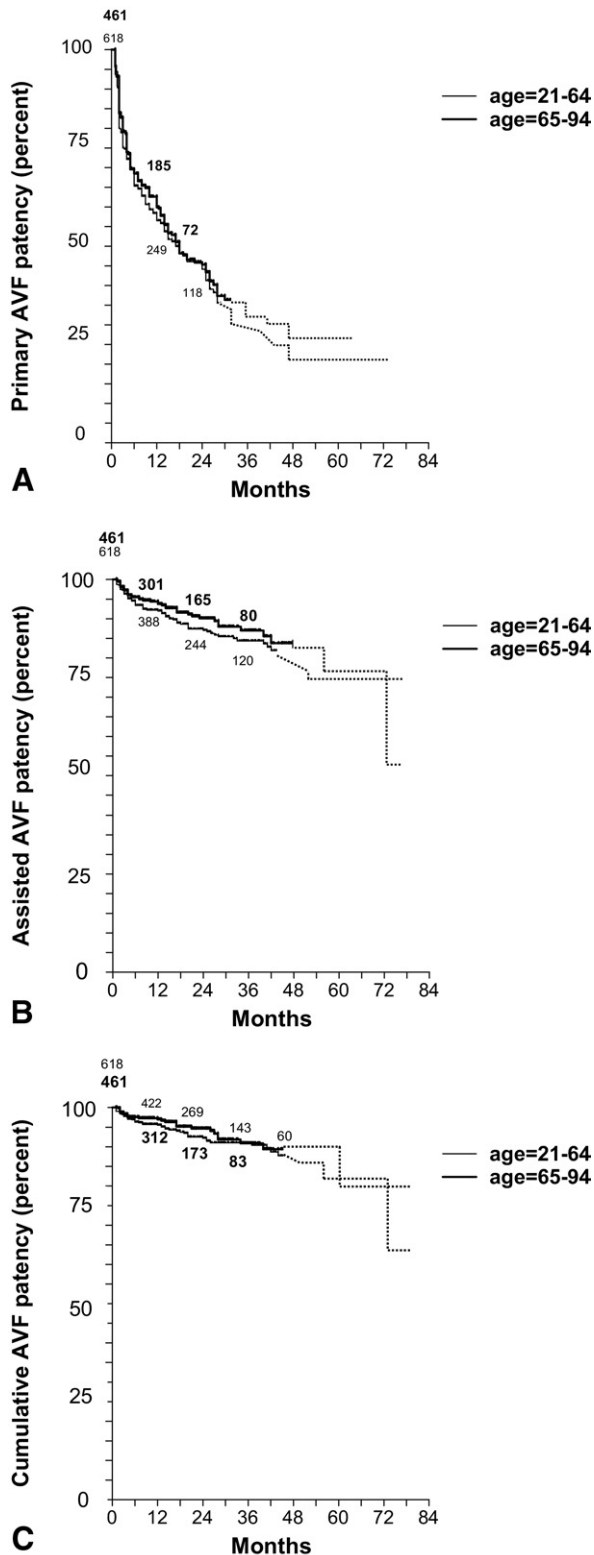 461
618
100
75
50
25
0
Primary AVF patency (percent)
185
72
249
118
age=21-64
age=65-94
0 12 24 36 48 60 72 84
Months
A
461
618
100
75
50
25
0
Assisted AVF patency (percent)
301
165
80
388
244
120
age=21-64
age=65-94
0 12 24 36 48 60 72 84
Months
B
618
461
100
75
50
25
0
Cumulative AVF patency (percent)
422
269
143
60
312
173
83
age=21-64
age=65-94
0 12 24 36 48 60 72 84
Months
C